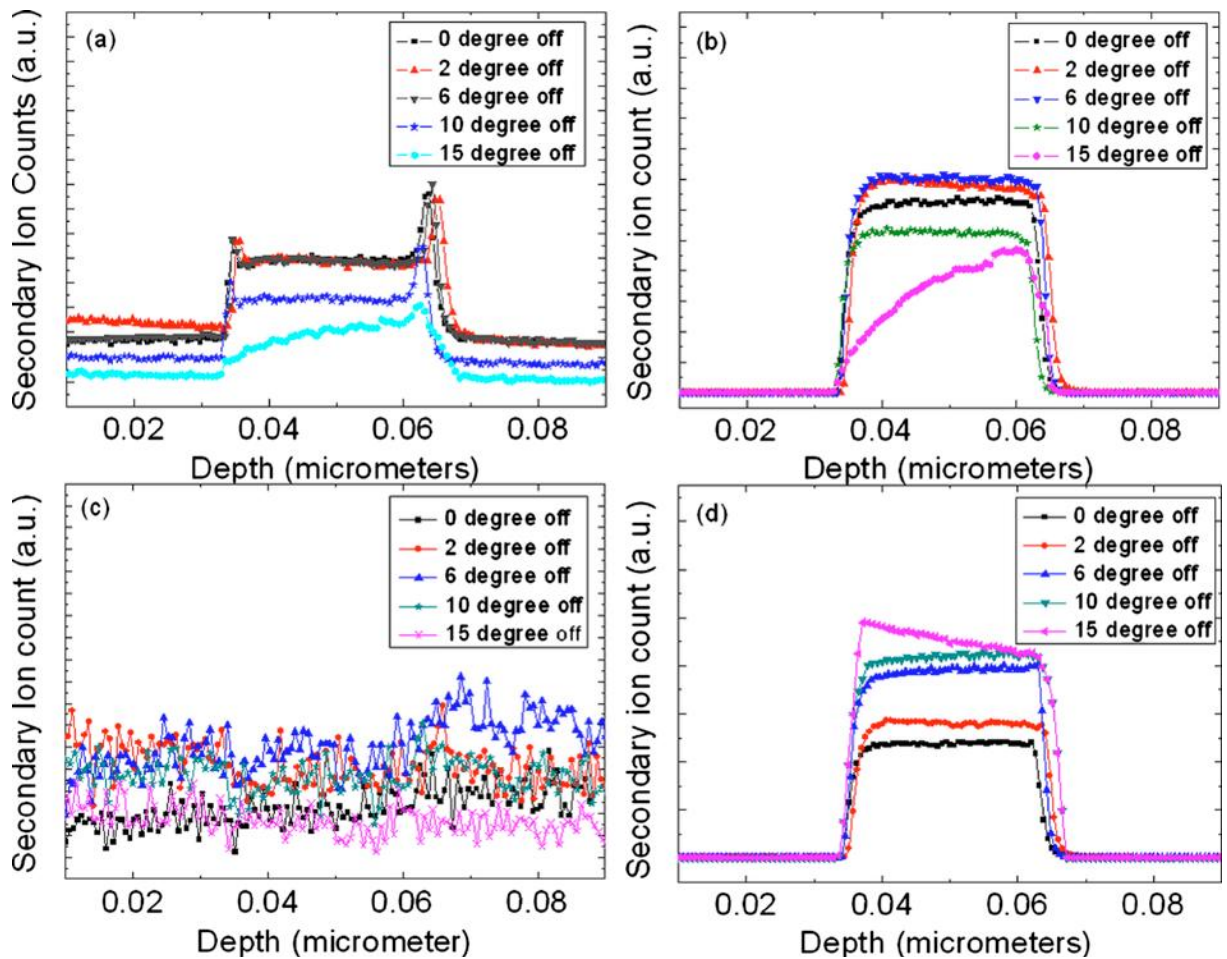 (a)
0 degree off
2 degree off
6 degree off
10 degree off
15 degree off
Secondary Ion Counts (a.u.)
0.02 0.04 0.06 0.08
Depth (micrometers)
(b)
0 degree off
2 degree off
6 degree off
10 degree off
15 degree off
Secondary ion count (a.u.)
0.02 0.04 0.06 0.08
Depth (micrometers)
(c)
0 degree off
2 degree off
6 degree off
10 degree off
15 degree off
Secondary Ion count (a.u.)
0.02 0.04 0.06 0.08
Depth (micrometer)
(d)
0 degree off
2 degree off
6 degree off
10 degree off
15 degree off
Secondary ion count (a.u.)
0.02 0.04 0.06 0.08
Depth (micrometers)